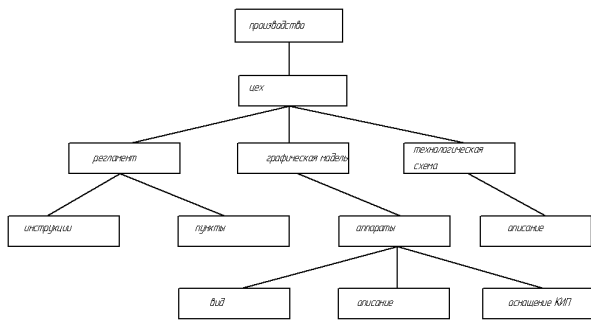 производства
цех
регламент
графическая модель
технологическая
схема
инструкции
пункты
аппараты
описание
вид
описание
оснащение КИП